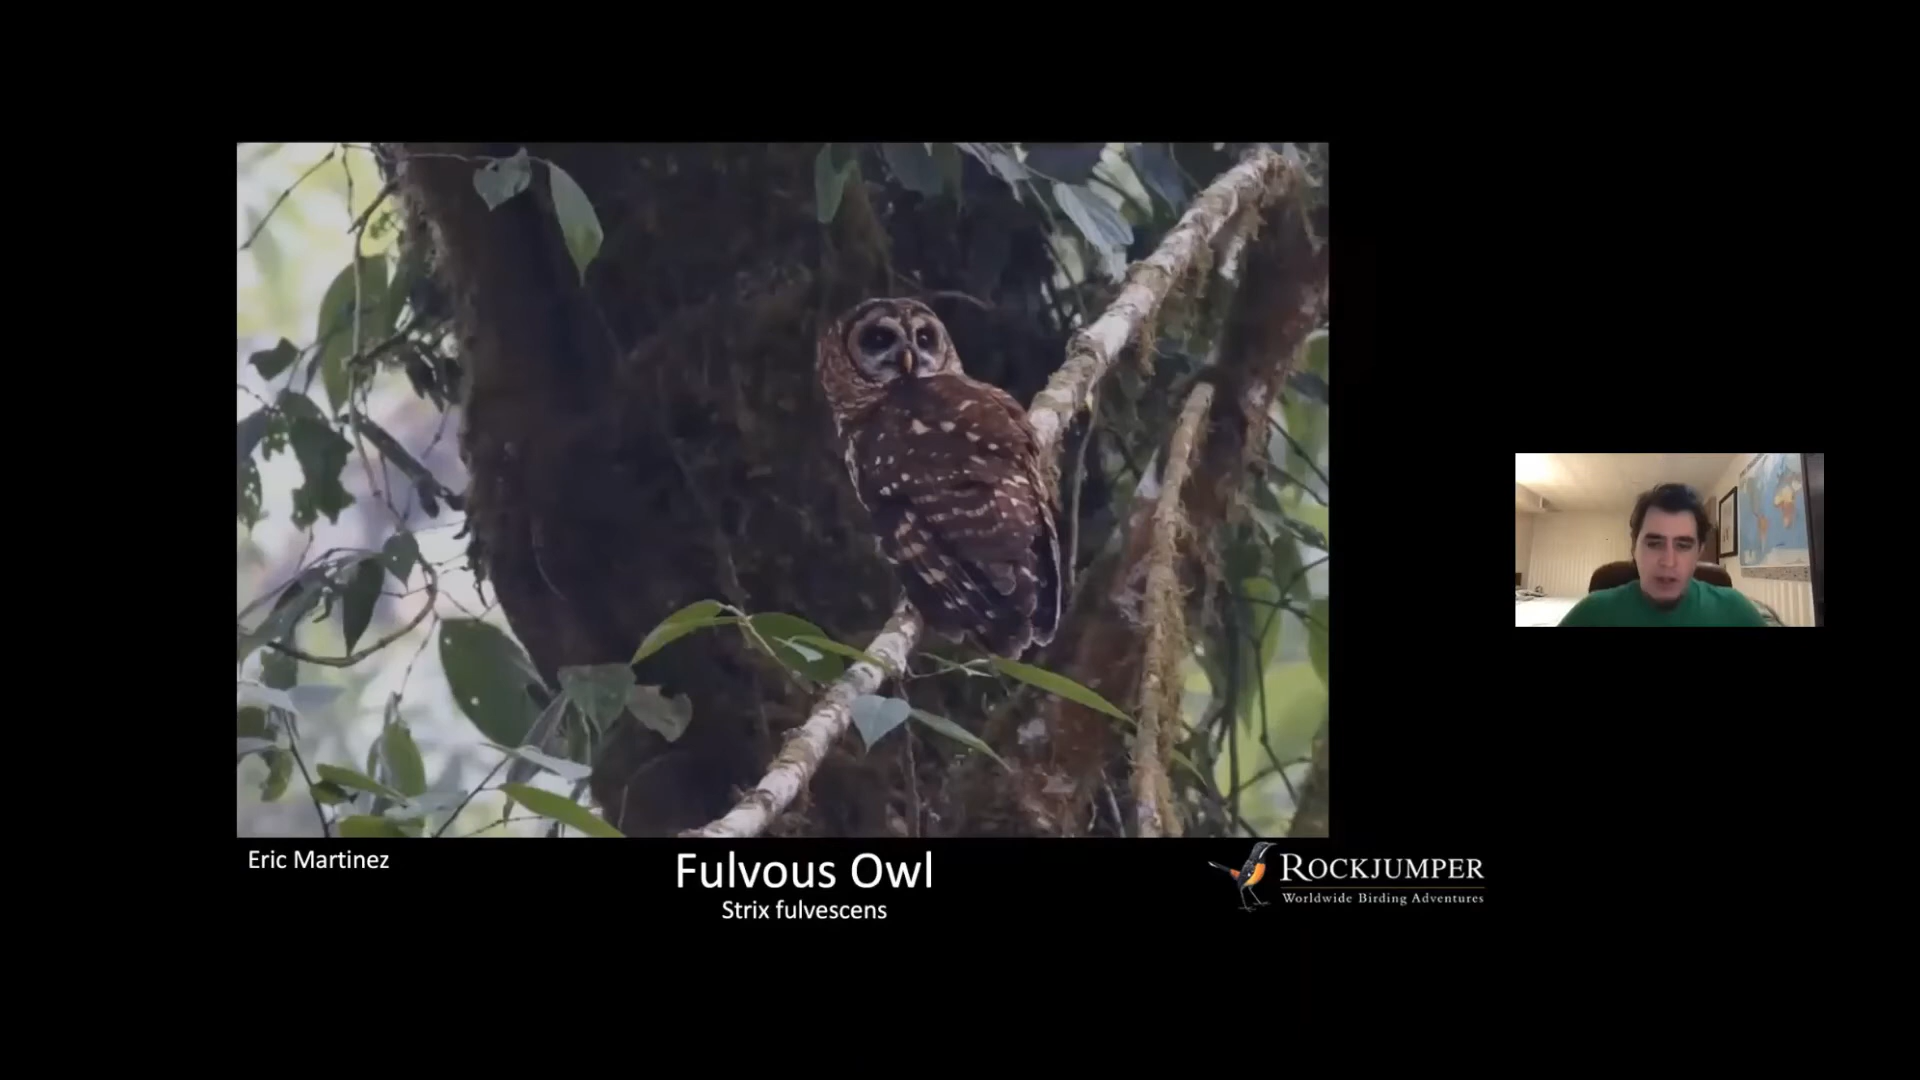 Eric Martinez
Fulvous Owl
Strix fulvescens
ROCKJUMPER
Worldwide Birding Adventures